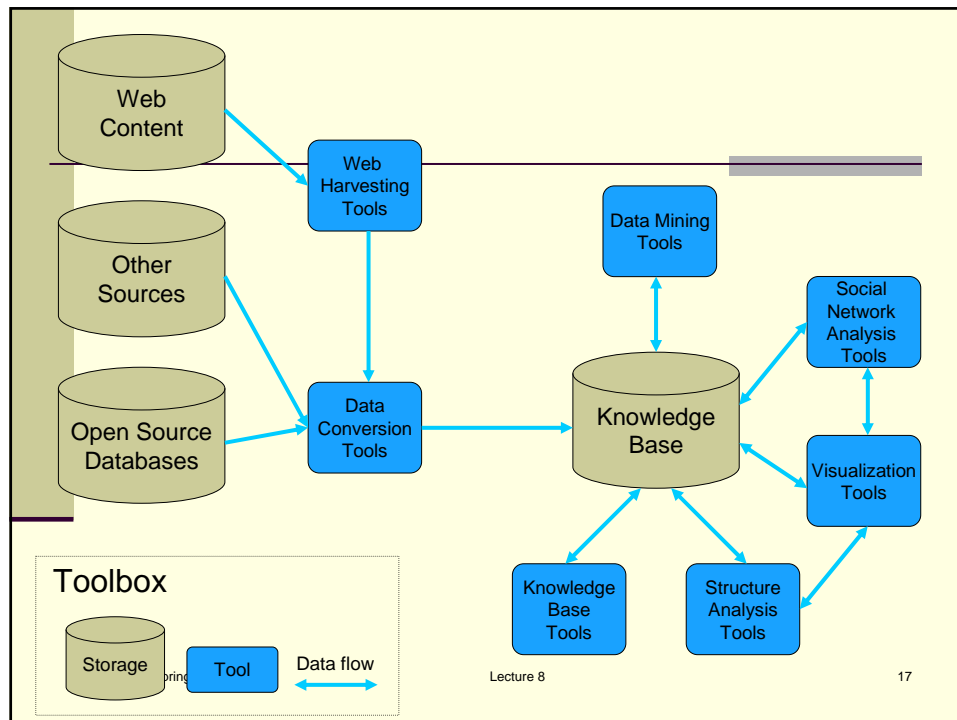 Web
Content
Web
Harvesting
Tools
Other
Sources
Open Source
Databases
Data
Conversion
Tools
Data Mining
Tools
Knowledge
Base
Social
Network
Analysis
Tools
Visualization
Tools
Knowledge
Base
Tools
Structure
Analysis
Tools
Toolbox
Storage
Tool
Data flow
Lecture 8
17